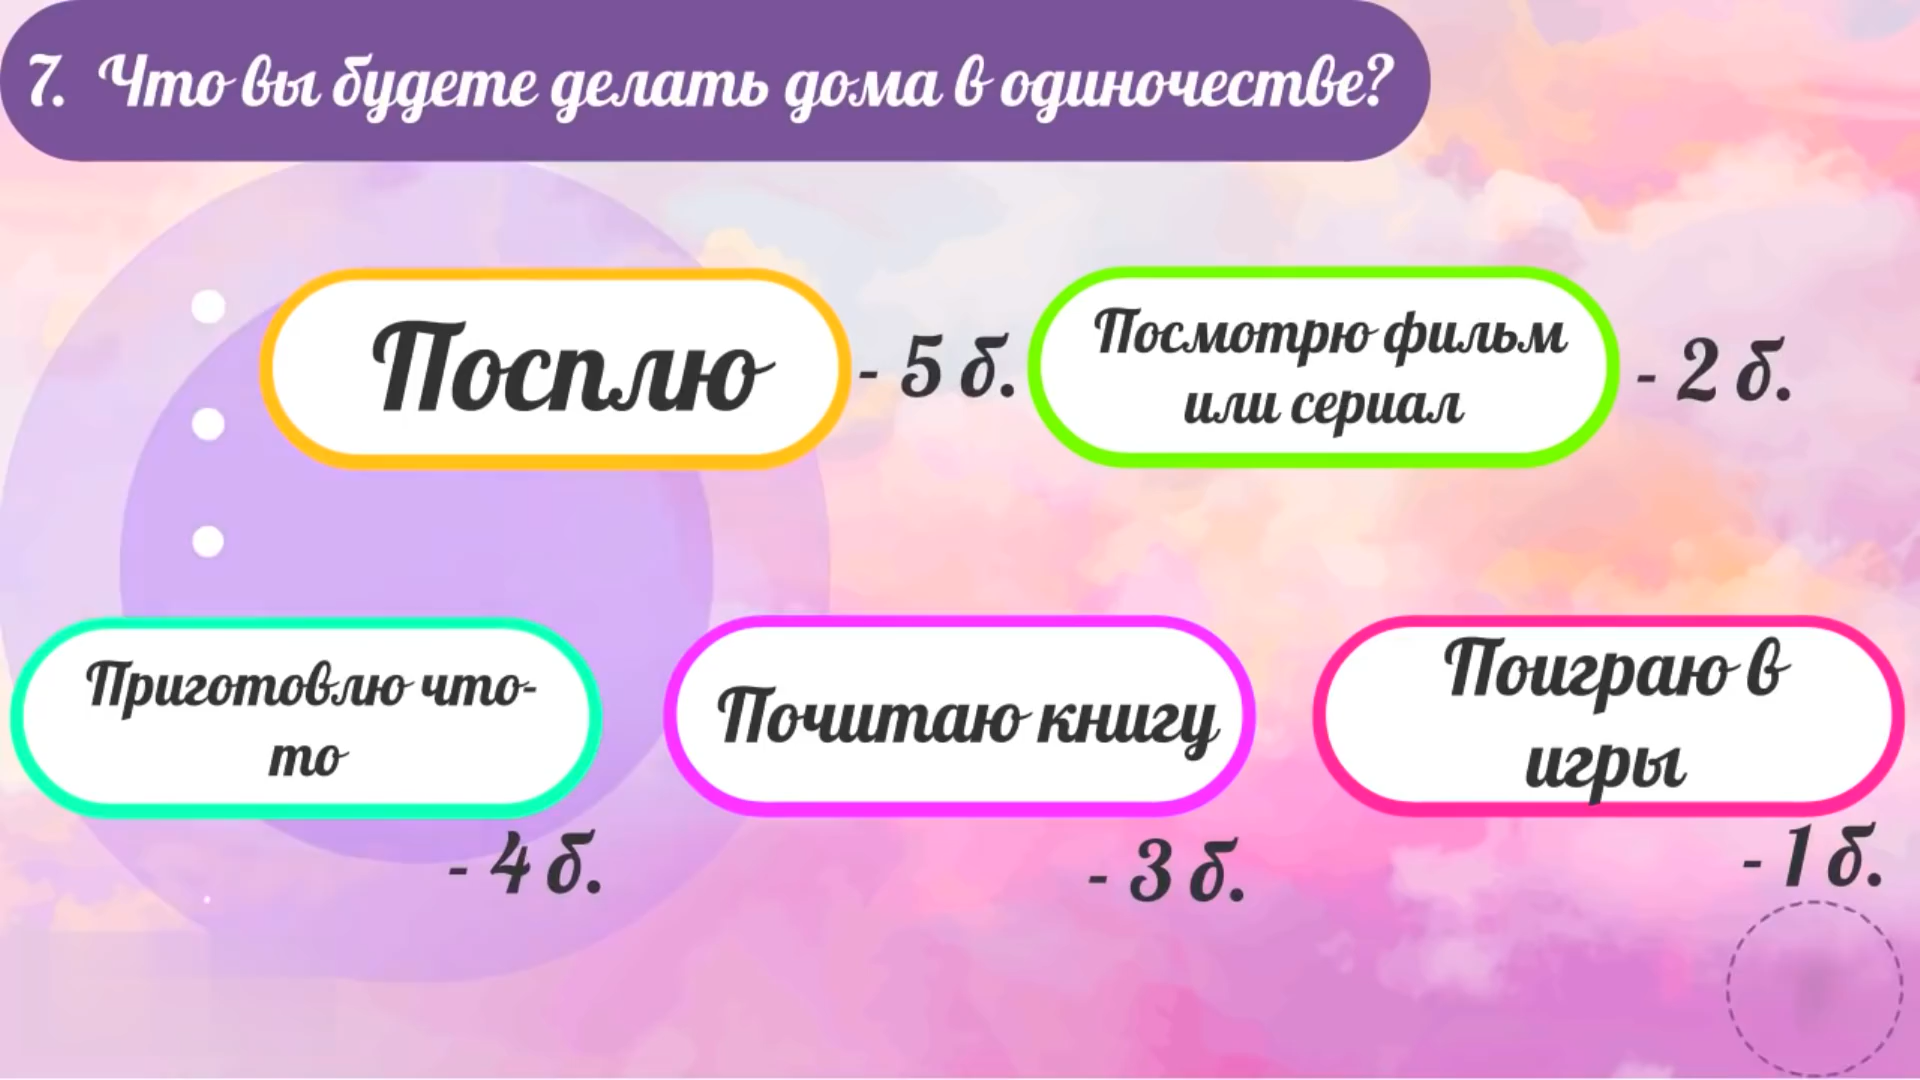 7. Что вы будете делать дома в одиночестве?
Посплю
- 5 б.
Посмотрю фильм
или сериал
- 2 б.
Приготовлю что-
то
- 4 б.
Почитаю книгу
- 3 б.
Поиграю в
игры
- 1 б.